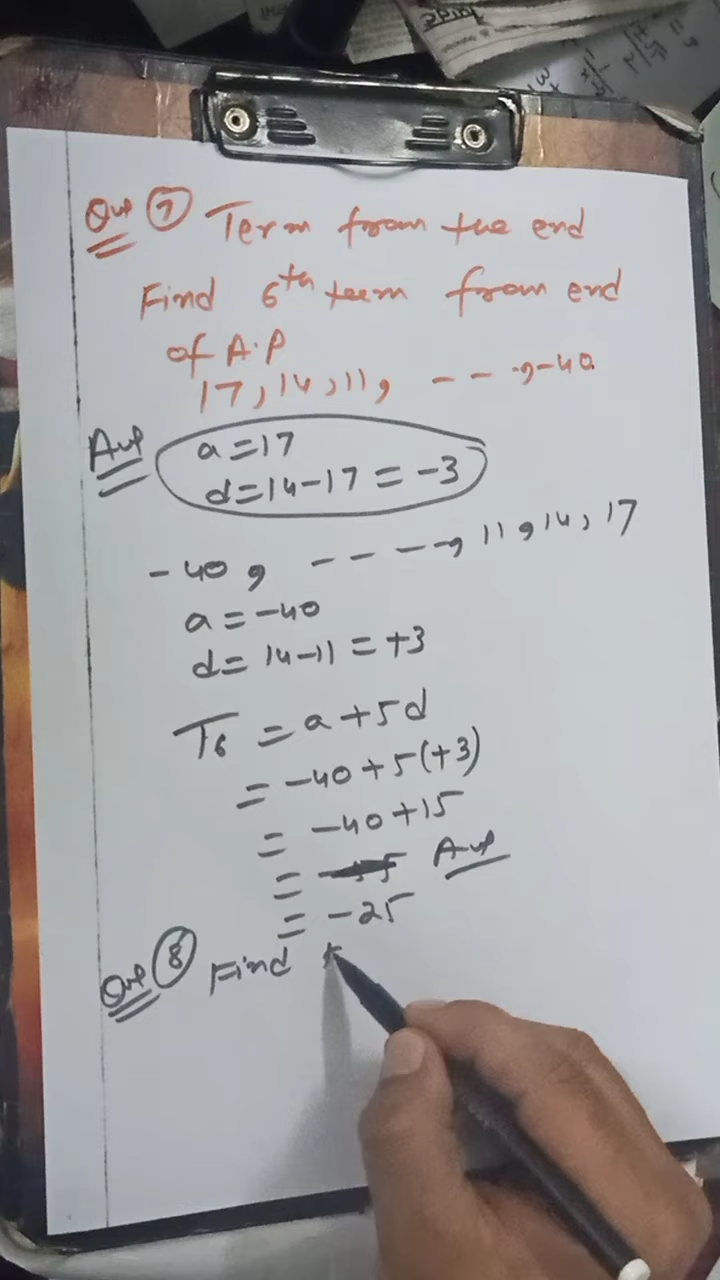 Que 7 Term from the end
Find 6th term from end
of A.P
17, 14, 11, - - - , -40
Ans a = 17
d = 14 - 17 = -3
-40, - - - -, 11, 14, 17
a = -40
d = 14 - 11 = +3
T6 = a + 5d
= -40 + 5(+3)
= -40 + 15
= Ans
= -25
Que 8 Find